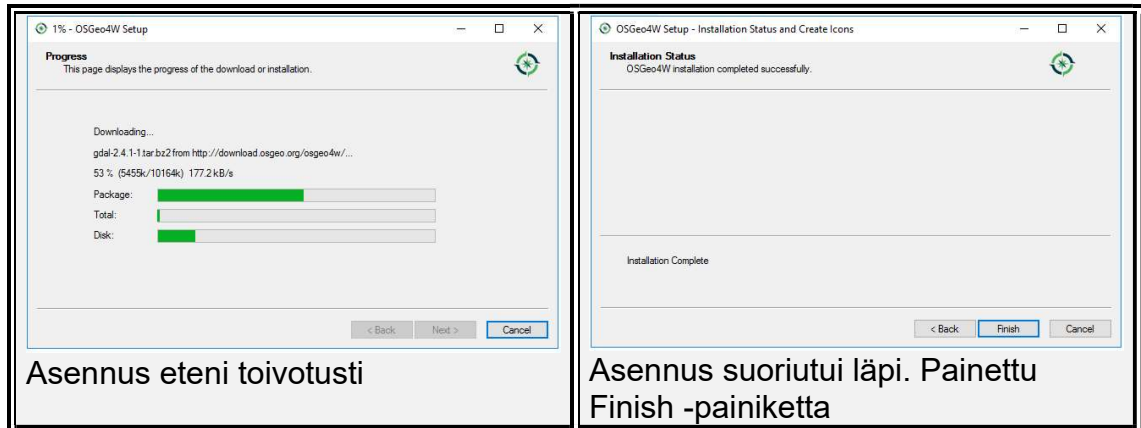 1% - OSGeo4W Setup
Progress
This page displays the progress of the download or installation.
Downloading...
gdal-2.4.1-1.tar.bz2 from http://download.osgeo.org/osgeo4w/...
53 % (5455k/10164k) 177.2 kB/s
Package:
Total:
Disk:
< Back Next > Cancel
Asennus eteni toivotusti
OSGeo4W Setup - Installation Status and Create Icons
Installation Status
OSGeo4W installation completed successfully.
Installation Complete
< Back Finish Cancel
Asennus suoriutui läpi. Painettu
Finish -painiketta